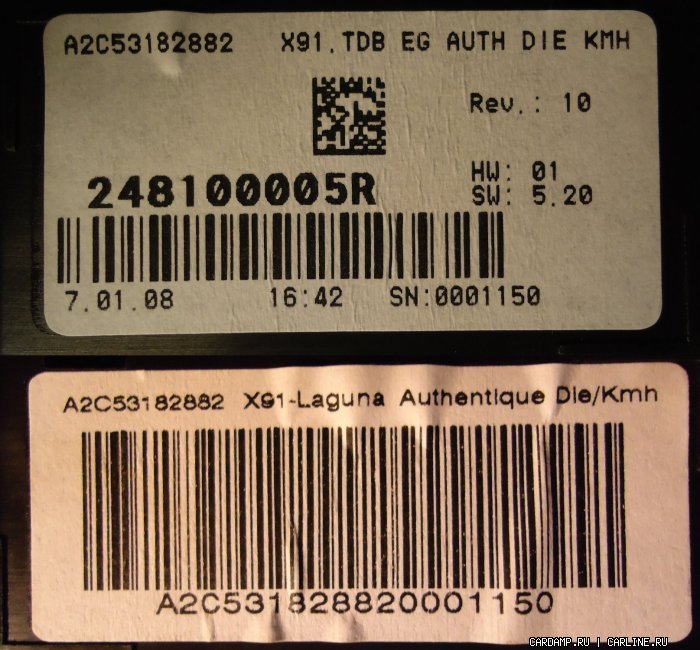 A2C53182882 X91.TDB EG AUTH DIE KMH
Rev.: 10
HW: 01
248100005R SW: 5.20
7.01.08 16:42 SN:0001150
A2C53182882 X91-Laguna Authentique Die/Kmh
A2C531828820001150
CARDAMP.RU | CARLINE.RU